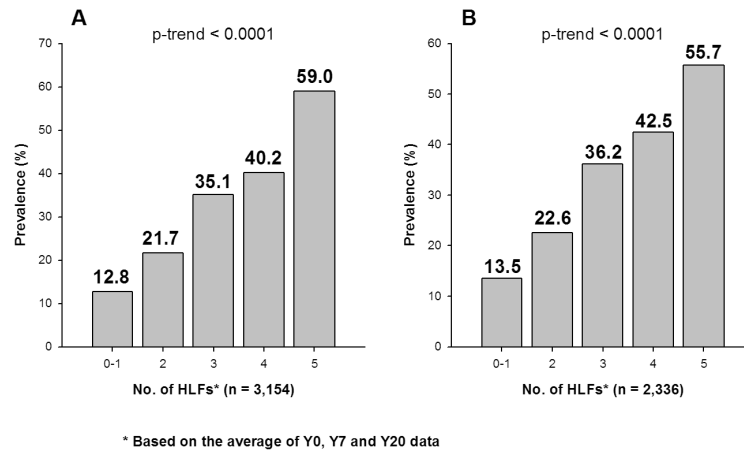 A
p-trend < 0.0001
Prevalence (%)
70
60
50
40
30
20
10
0
12.8
21.7
35.1
40.2
59.0
0-1 2 3 4 5
No. of HLFs* (n = 3,154)
B
p-trend < 0.0001
Prevalence (%)
60
50
40
30
20
10
0
13.5
22.6
36.2
42.5
55.7
0-1 2 3 4 5
No. of HLFs* (n = 2,336)
* Based on the average of Y0, Y7 and Y20 data